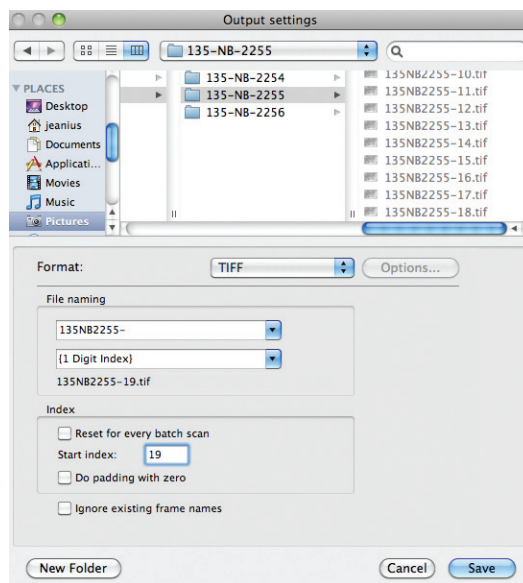 Output settings
135-NB-2255
PLACES
Desktop
jeanius
Documents
Applicati...
Movies
Music
Pictures
135-NB-2254
135-NB-2255
135-NB-2256
135NB2255-10.tif
135NB2255-11.tif
135NB2255-12.tif
135NB2255-13.tif
135NB2255-14.tif
135NB2255-15.tif
135NB2255-16.tif
135NB2255-17.tif
135NB2255-18.tif
Format: TIFF Options...
File naming
135NB2255-
{1 Digit Index}
135NB2255-19.tif
Index
Reset for every batch scan
Start index: 19
Do padding with zero
Ignore existing frame names
New Folder Cancel Save